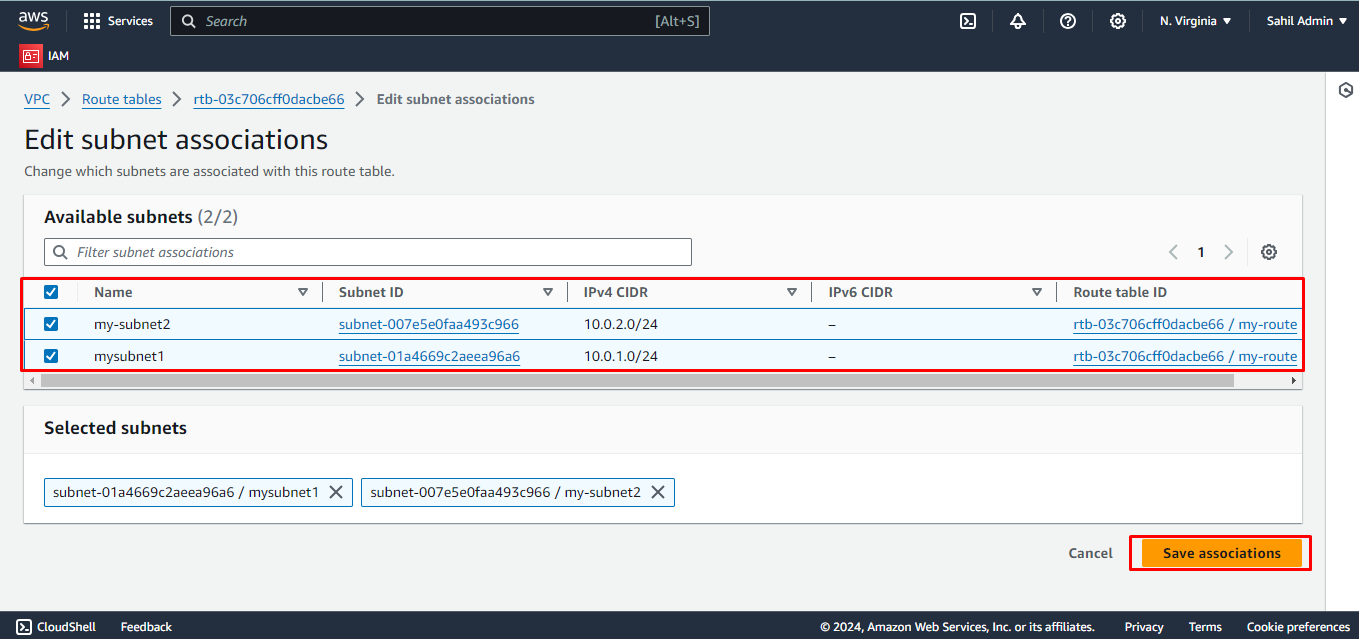 aws Services Search [Alt+S] N. Virginia Sahil Admin
IAM
VPC Route tables rtb-03c706cff0dacbe66 Edit subnet associations
Edit subnet associations
Change which subnets are associated with this route table.
Available subnets (2/2)
Filter subnet associations 1
Name Subnet ID IPv4 CIDR IPv6 CIDR Route table ID
my-subnet2 subnet-007e5e0faa493c966 10.0.2.0/24 – rtb-03c706cff0dacbe66 / my-route
mysubnet1 subnet-01a4669c2aeea96a6 10.0.1.0/24 – rtb-03c706cff0dacbe66 / my-route
Selected subnets
subnet-01a4669c2aeea96a6 / mysubnet1 subnet-007e5e0faa493c966 / my-subnet2
Cancel Save associations
CloudShell Feedback © 2024, Amazon Web Services, Inc. or its affiliates. Privacy Terms Cookie preferences